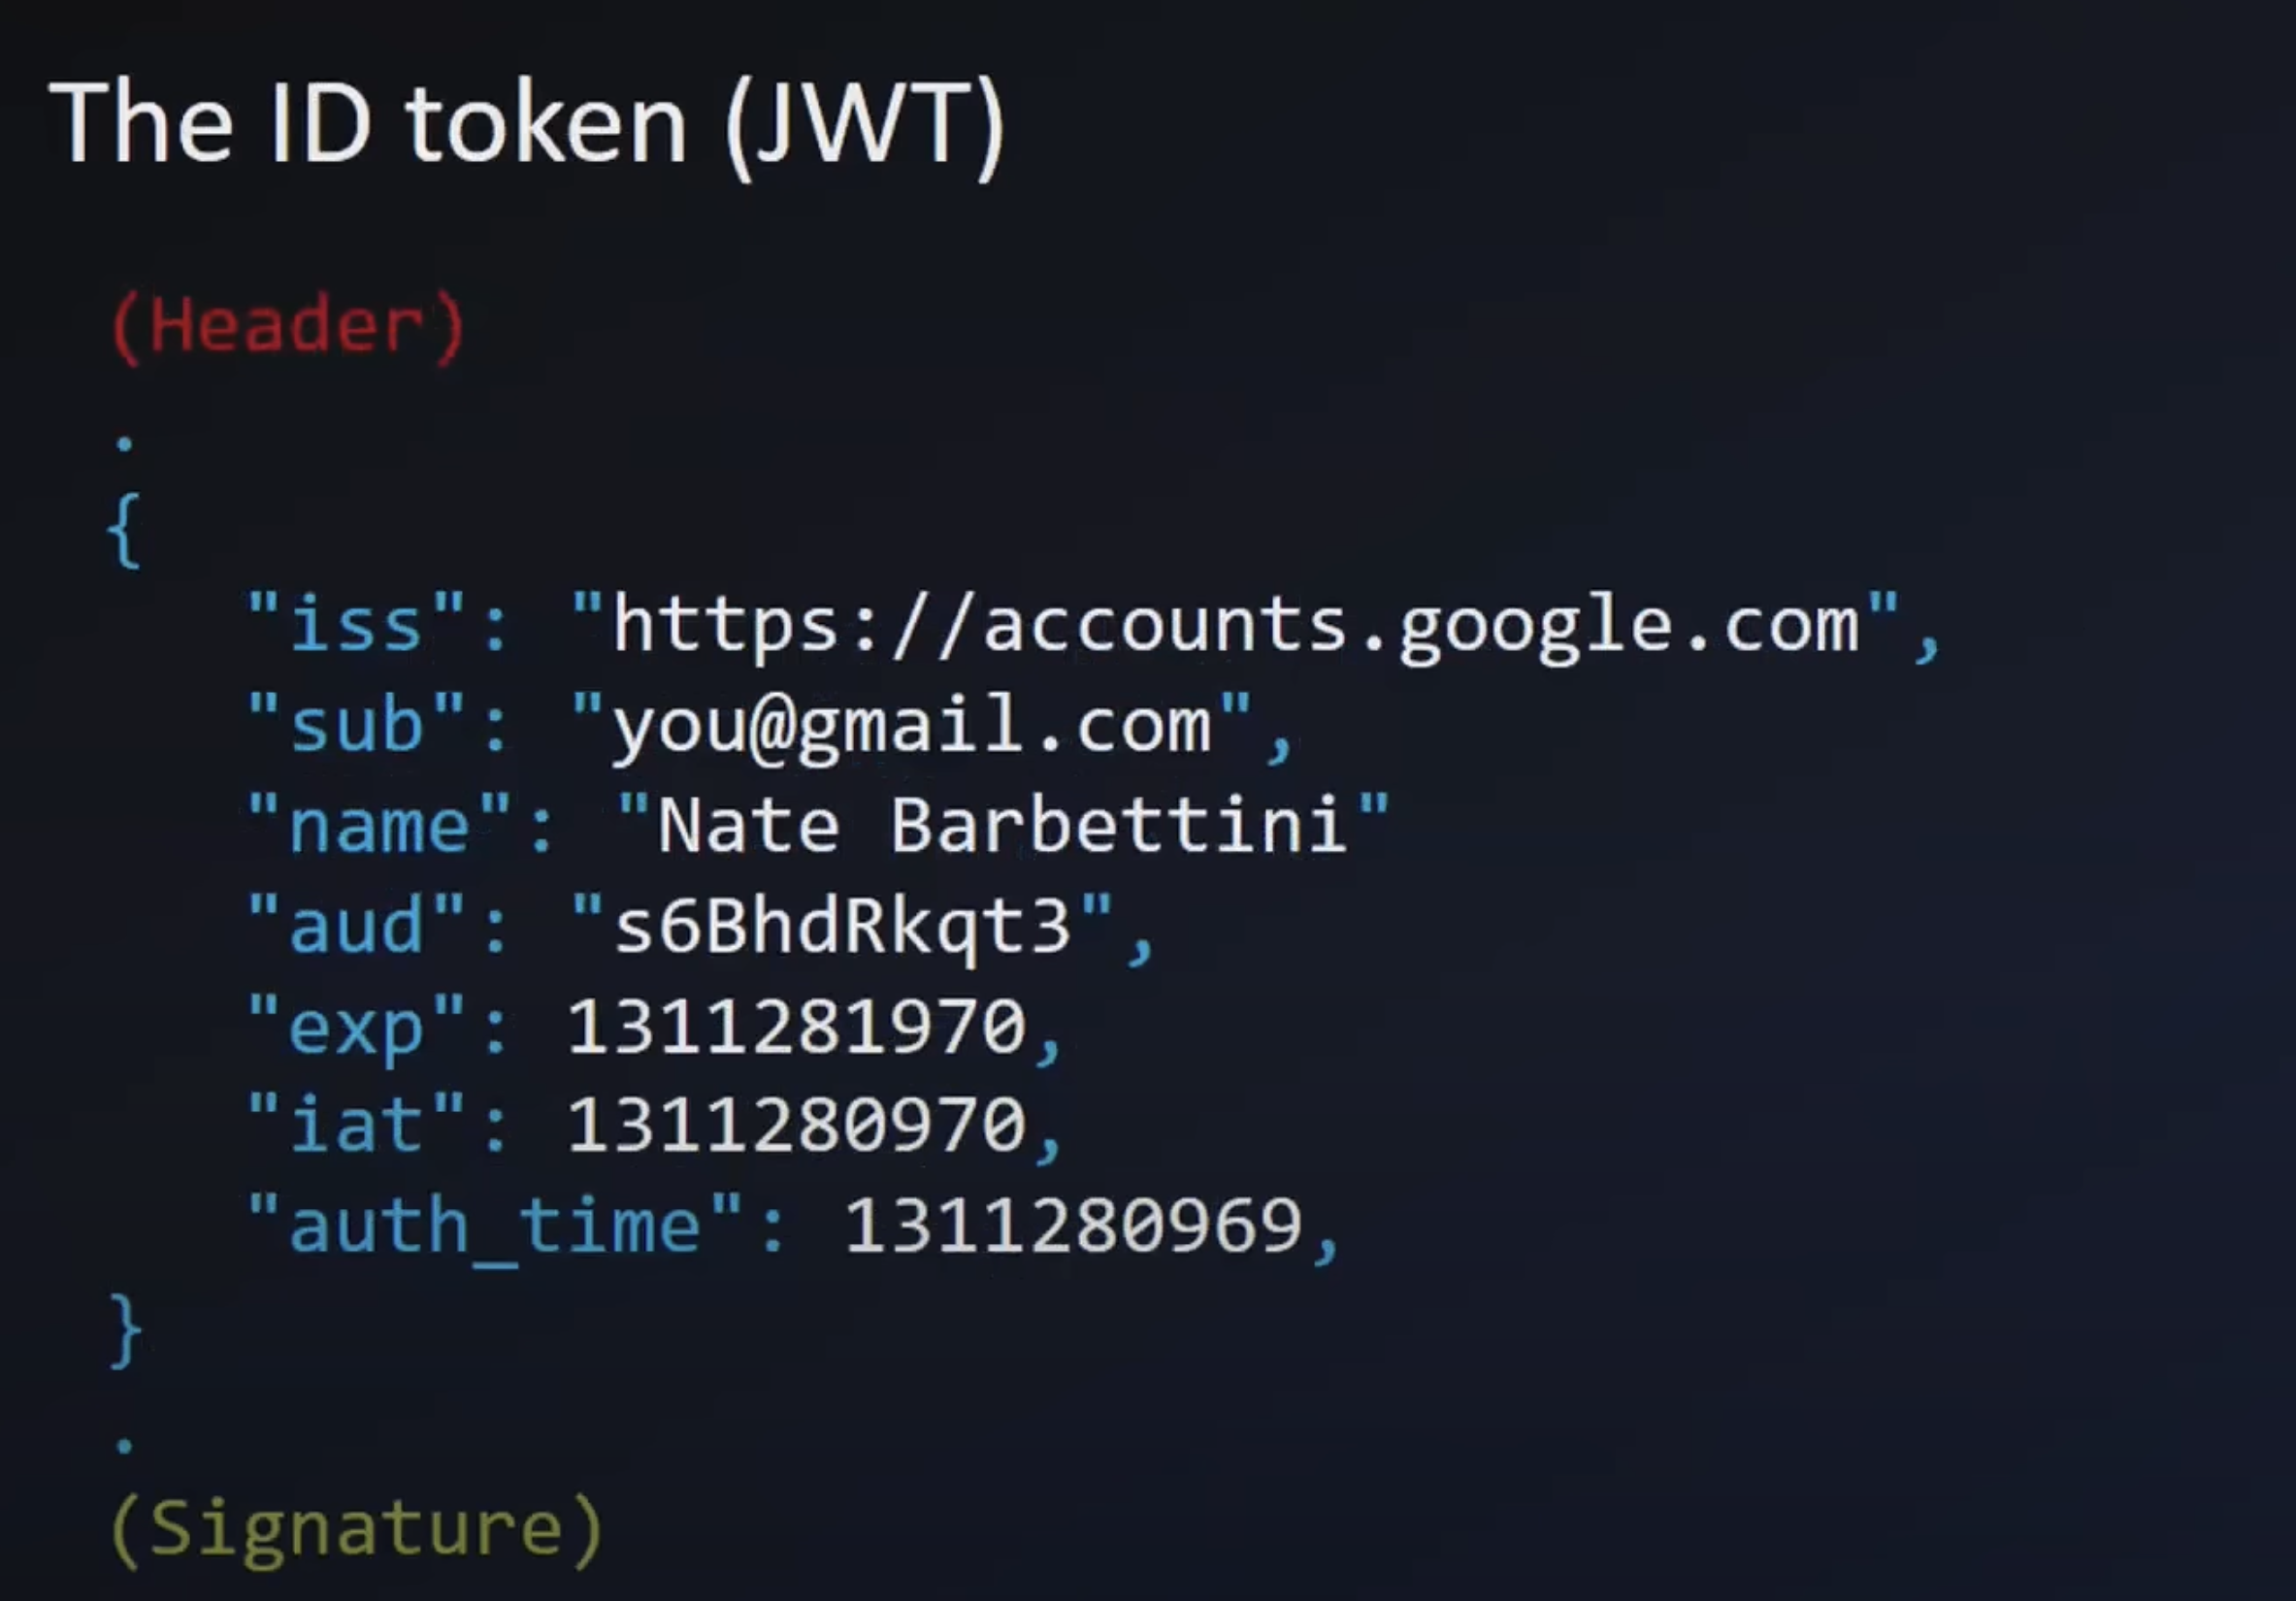 The ID token (JWT)
(Header)
.
{
"iss": "https://accounts.google.com",
"sub": "you@gmail.com",
"name": "Nate Barbettini"
"aud": "s6BhdRkqt3",
"exp": 1311281970,
"iat": 1311280970,
"auth_time": 1311280969,
}
.
(Signature)